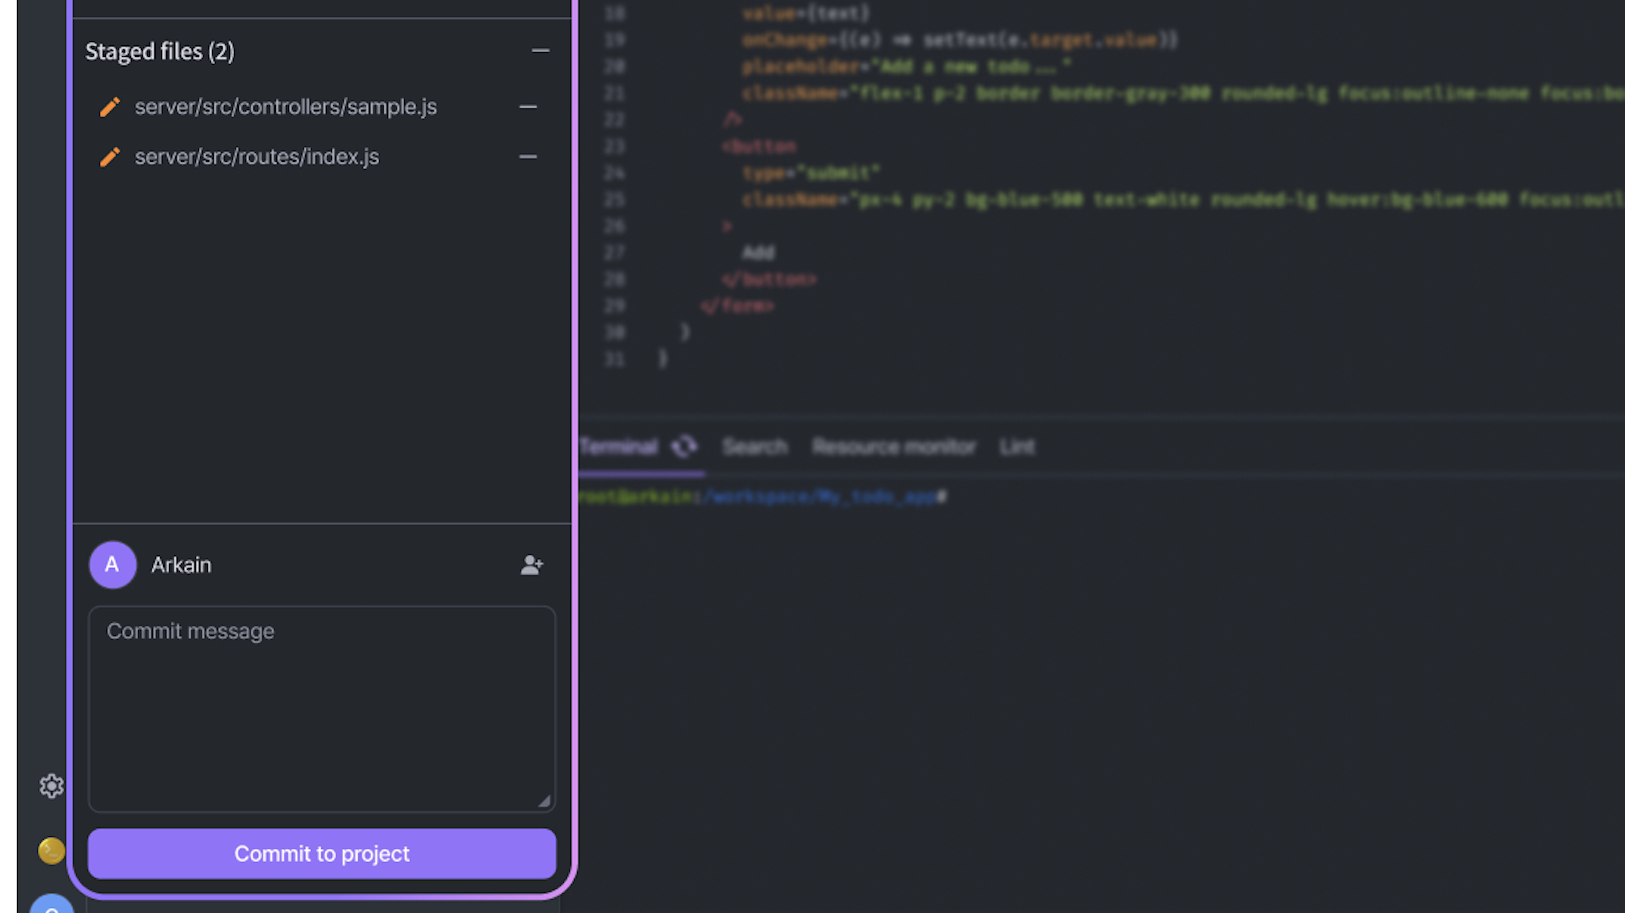 Staged files (2)
server/src/controllers/sample.js
server/src/routes/index.js
A Arkain
Commit message
Commit to project
18 value={text}
19 onChange={(e) => setText(e.target.value)}
20 placeholder="Add a new todo..."
21 className="flex-1 p-2 border border-gray-300 rounded-lg focus:outline-none focus:bo
22 />
23 <button
24 type="submit"
25 className="px-4 py-2 bg-blue-500 text-white rounded-lg hover:bg-blue-600 focus:outl
26 >
27 Add
28 </button>
29 </form>
30 )
31 }
Terminal Search Resource monitor Lint
root@arkain:/workspace/My_todo_app#